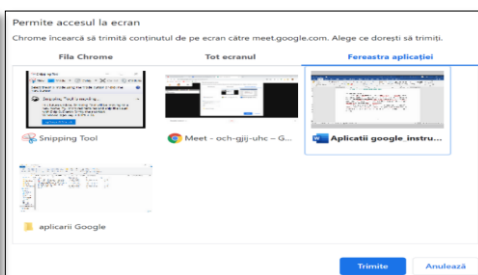 Permite accesul la ecran
Chrome încearcă să trimită conținutul de pe ecran către meet.google.com. Alege ce dorești să trimiți.
Fila Chrome
Tot ecranul
Fereastra aplicației
Snipping Tool
Meet - och-gjij-uhc – G...
Aplicatii google_instru...
aplicarii Google
Trimite
Anulează